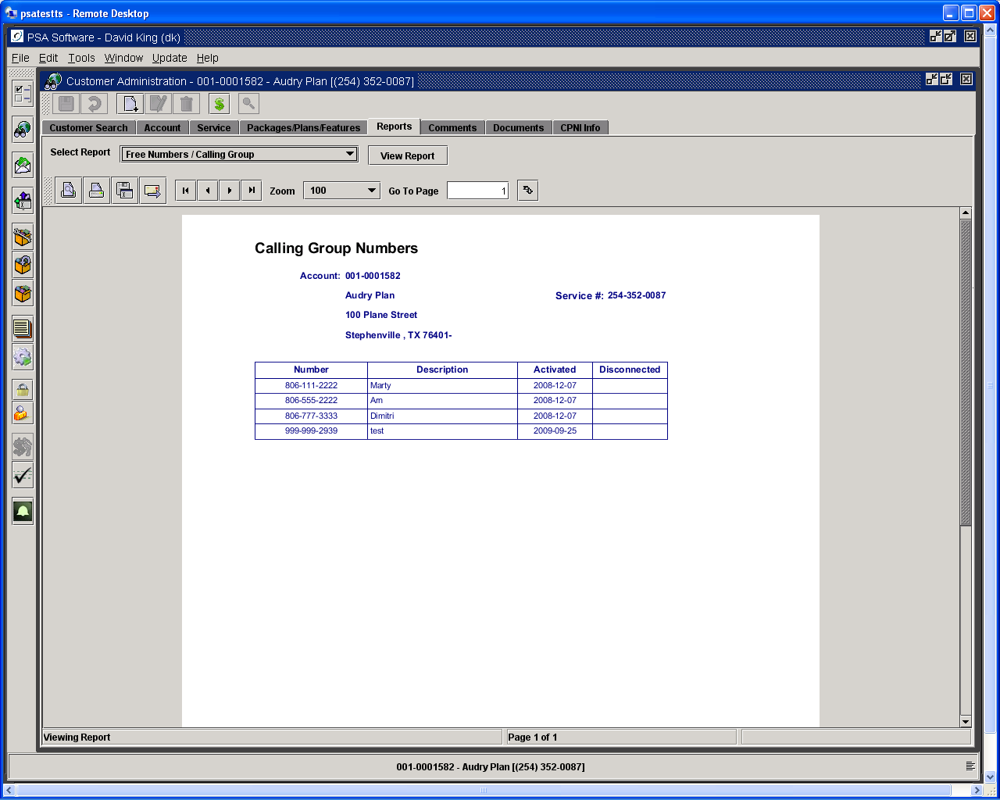 psatestts - Remote Desktop
PSA Software - David King (dk)
File Edit Tools Window Update Help
Customer Administration - 001-0001582 - Audry Plan [(254) 352-0087]
Customer Search Account Service Packages/Plans/Features Reports Comments Documents CPNI Info
Select Report Free Numbers / Calling Group View Report
Zoom 100 Go To Page 1
Calling Group Numbers
Account: 001-0001582
Audry Plan Service #: 254-352-0087
100 Plane Street
Stephenville , TX 76401-
Number Description Activated Disconnected
806-111-2222 Marty 2008-12-07
806-555-2222 Am 2008-12-07
806-777-3333 Dimitri 2008-12-07
999-999-2939 test 2009-09-25
Viewing Report Page 1 of 1
001-0001582 - Audry Plan [(254) 352-0087]